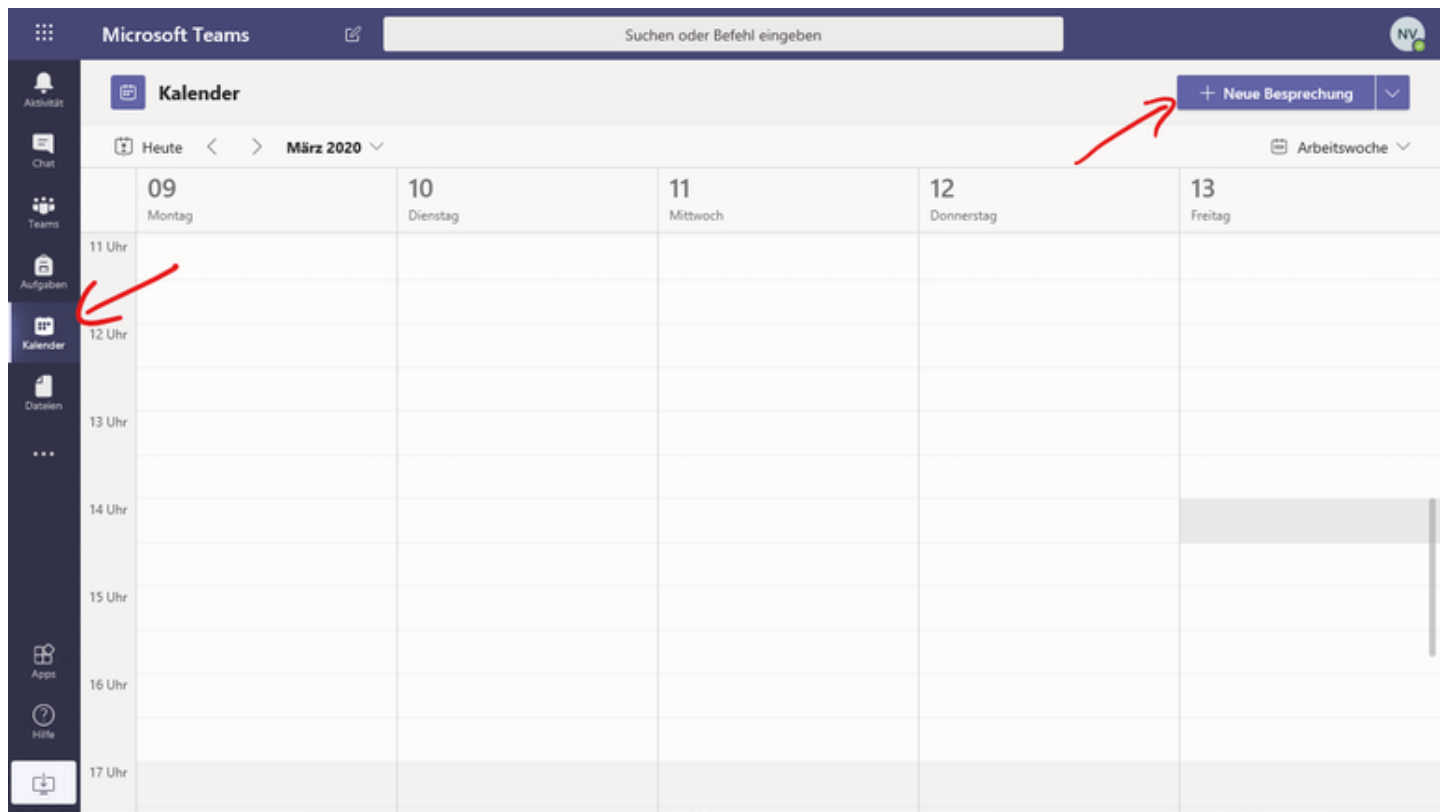 Microsoft Teams
Suchen oder Befehl eingeben
NV
Aktivität
Chat
Teams
Aufgaben
Kalender
Dateien
Apps
Hilfe
Kalender
+ Neue Besprechung
Heute
März 2020
Arbeitswoche
09
Montag
10
Dienstag
11
Mittwoch
12
Donnerstag
13
Freitag
11 Uhr
12 Uhr
13 Uhr
14 Uhr
15 Uhr
16 Uhr
17 Uhr